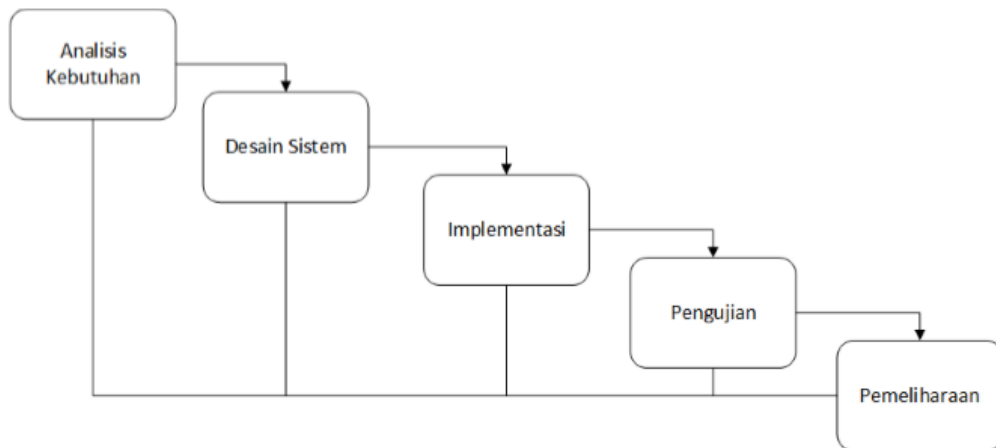 Analisis
Kebutuhan
Desain Sistem
Implementasi
Pengujian
Pemeliharaan